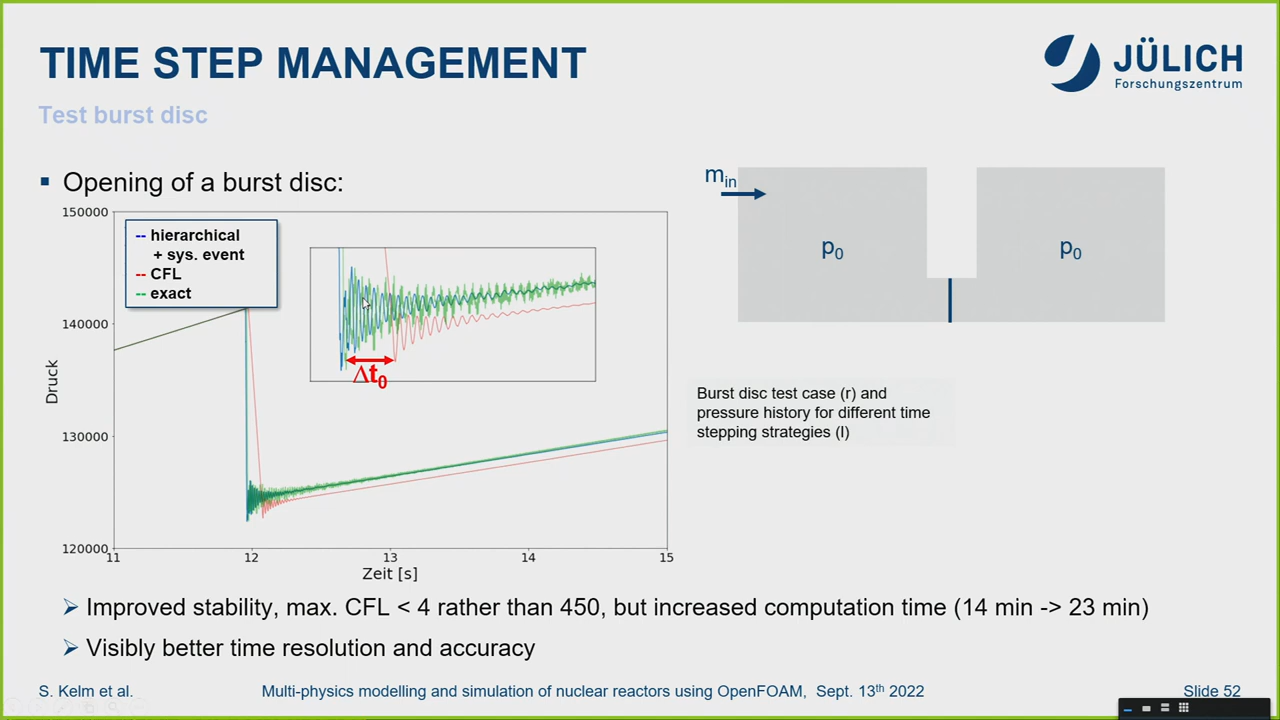 TIME STEP MANAGEMENT
JÜLICH
Forschungszentrum
Test burst disc
▪ Opening of a burst disc:
150000
140000
130000
120000
Druck
-- hierarchical
+ sys. event
-- CFL
-- exact
Δt₀
11
12
13
14
15
Zeit [s]
mᵢₙ
p₀
p₀
Burst disc test case (r) and
pressure history for different time
stepping strategies (l)
➢ Improved stability, max. CFL < 4 rather than 450, but increased computation time (14 min -> 23 min)
➢ Visibly better time resolution and accuracy
S. Kelm et al.
Multi-physics modelling and simulation of nuclear reactors using OpenFOAM, Sept. 13th 2022
Slide 52